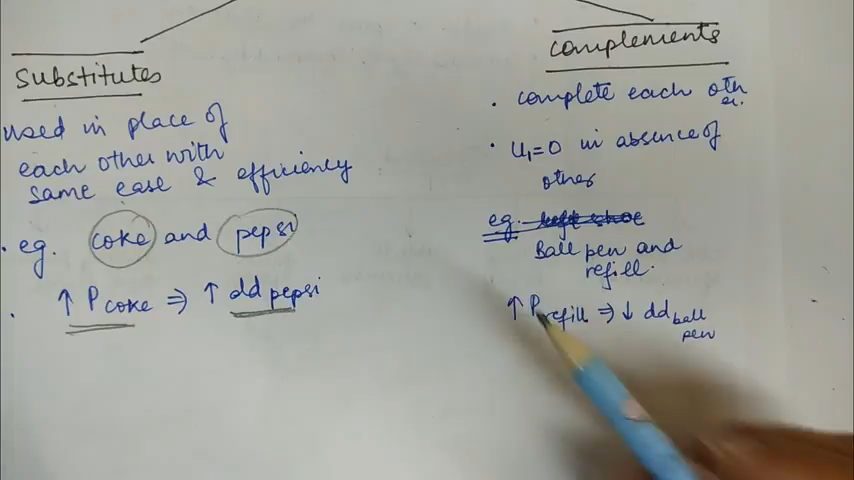 Substitutes
used in place of
each other with
same ease & efficiency
• eg. coke and pepsi
• ↑ P coke ⇒ ↑ dd pepsi
Complements
• complete each other.
• U₁=0 in absence of
other
eg. left shoe
Ball pen and
refill.
↑ P refill ⇒ ↓ dd ball
pen